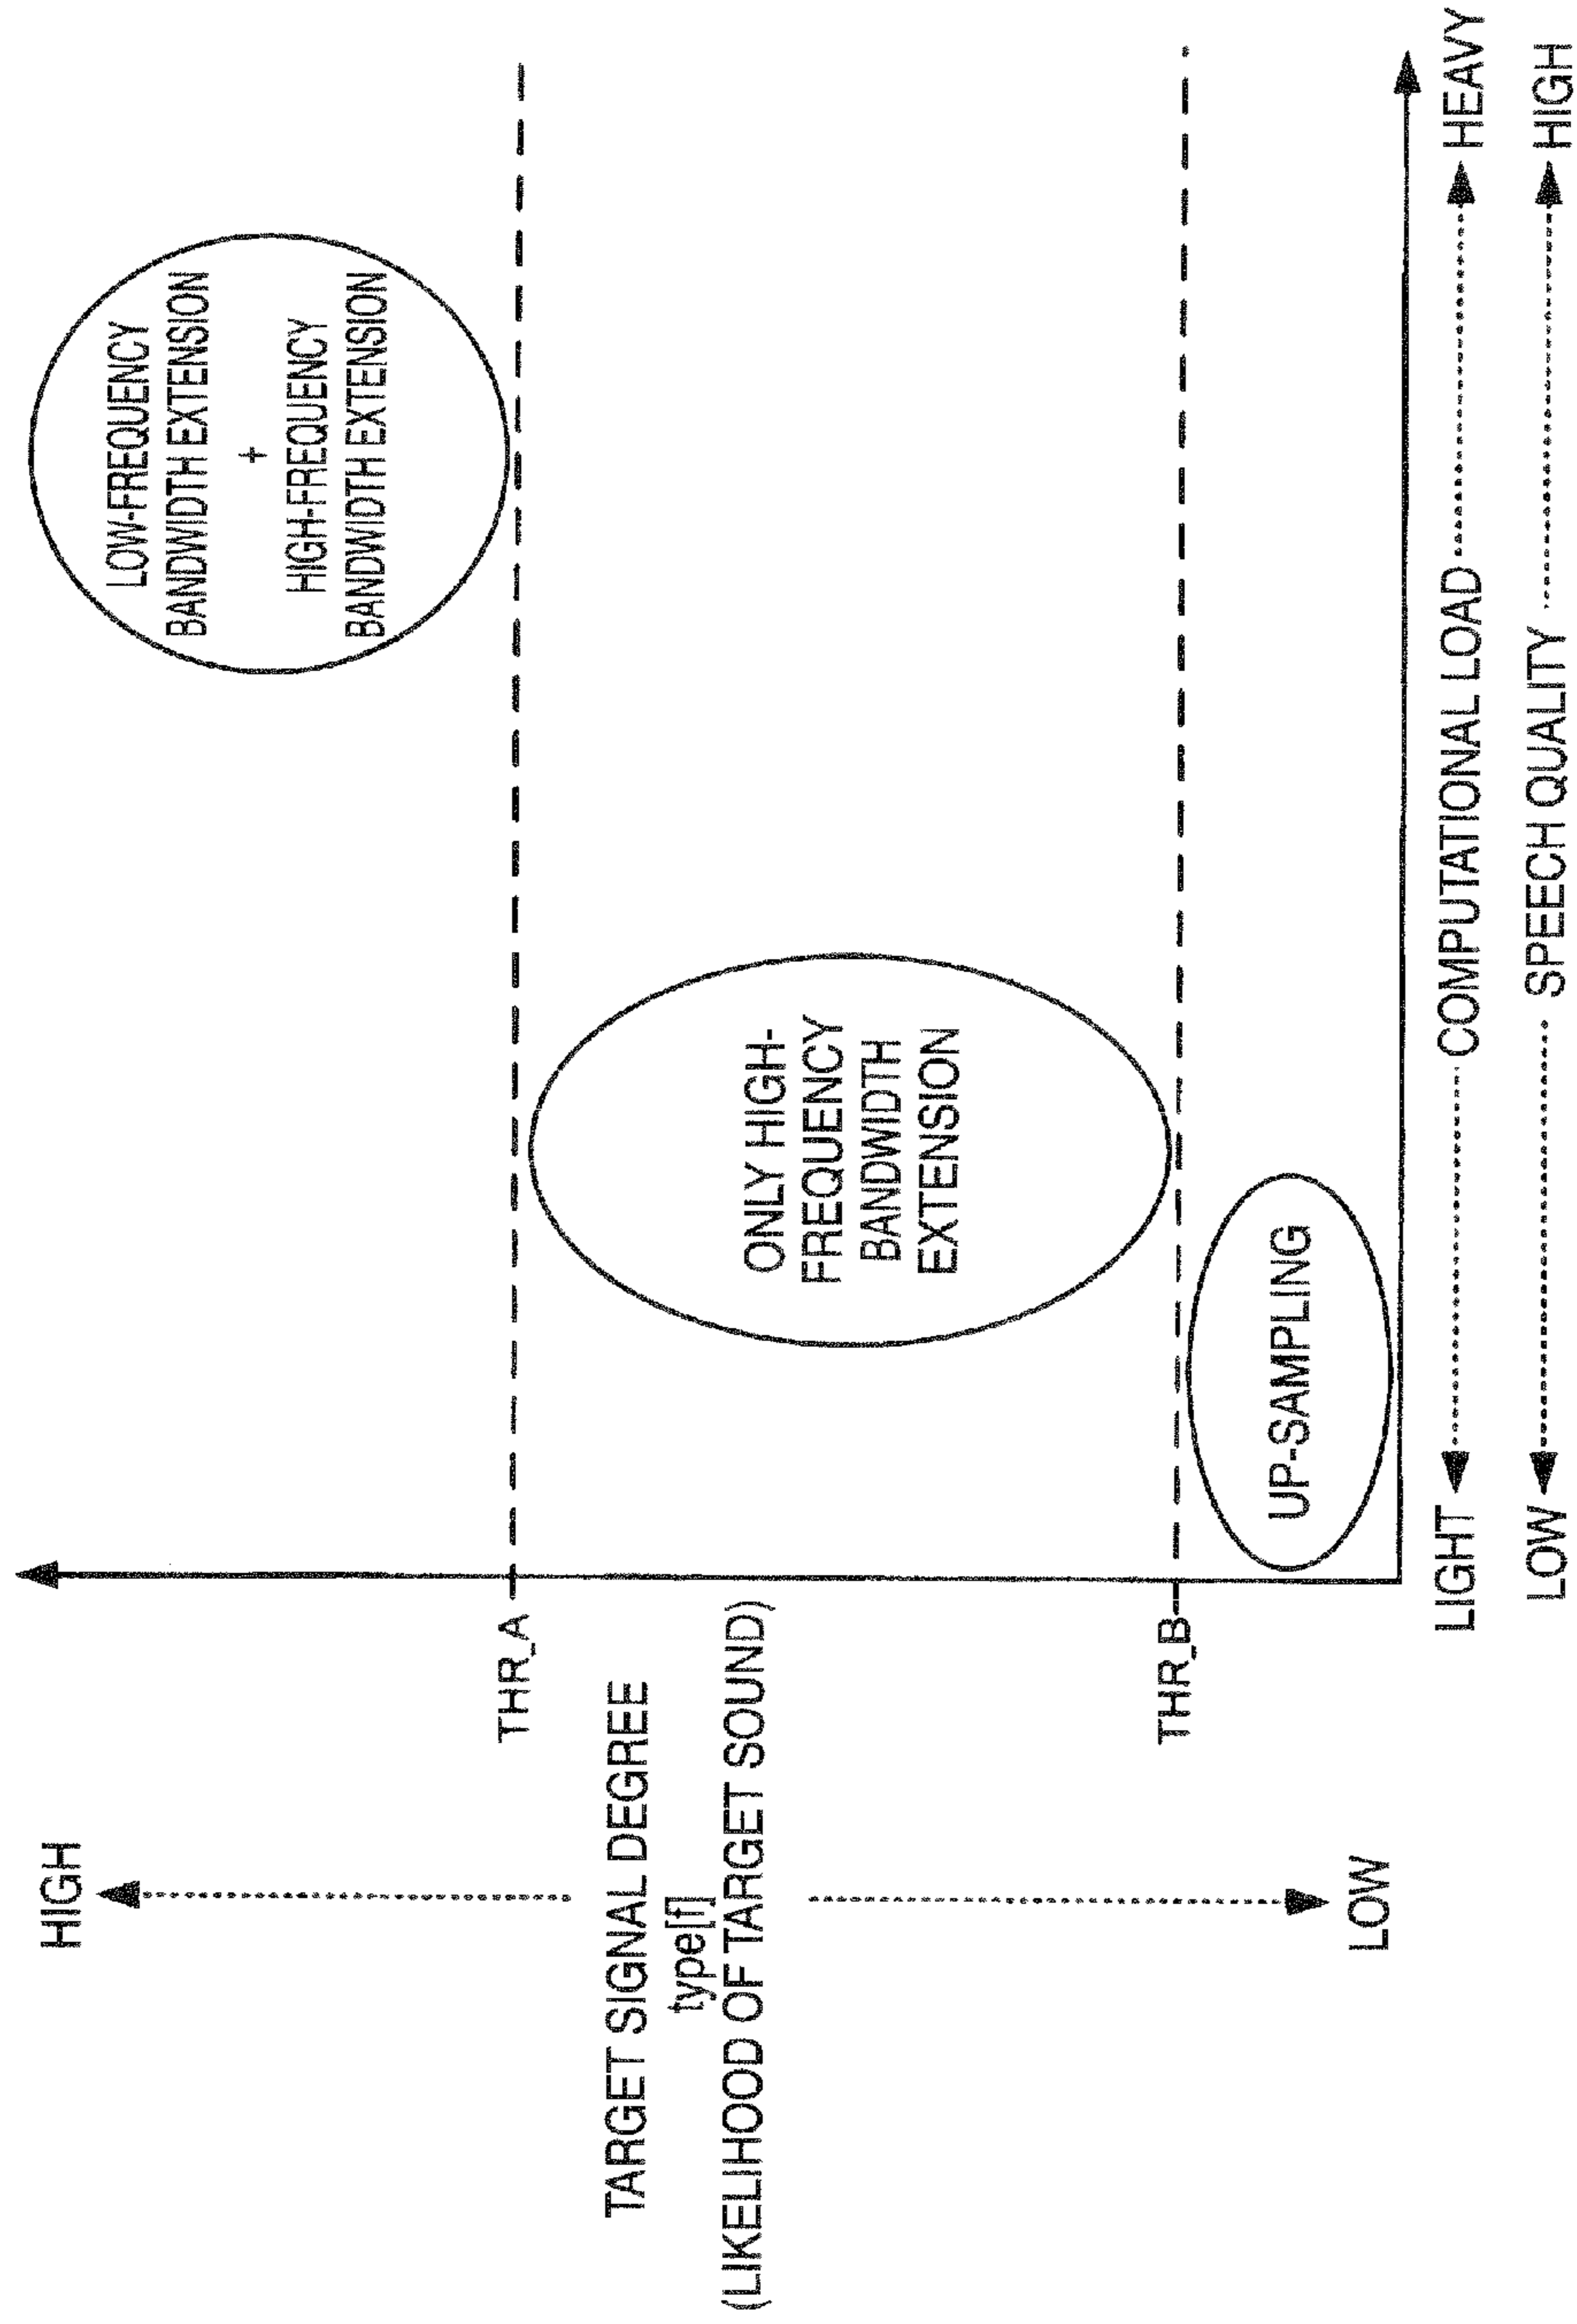 HIGH
TARGET SIGNAL DEGREE
type[f]
(LIKELIHOOD OF TARGET SOUND)
LOW
THR_A
THR_B
LOW-FREQUENCY
BANDWIDTH EXTENSION
+
HIGH-FREQUENCY
BANDWIDTH EXTENSION
ONLY HIGH-
FREQUENCY
BANDWIDTH
EXTENSION
UP-SAMPLING
LIGHT COMPUTATIONAL LOAD HEAVY
LOW SPEECH QUALITY HIGH